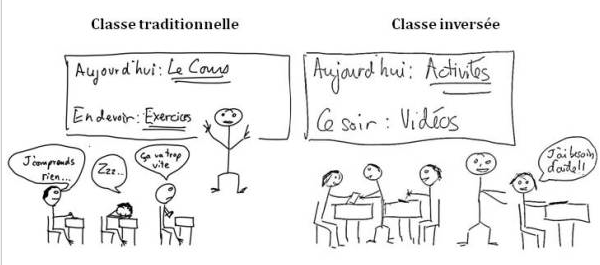 Classe traditionnelle
Aujourd'hui: Le Cours
En devoir: Exercices
J'comprends
rien...
Zzz..
Ça va trop
vite
Classe inversée
Aujourd'hui: Activités
Ce soir: Vidéos
J'ai besoin
d'aide!!